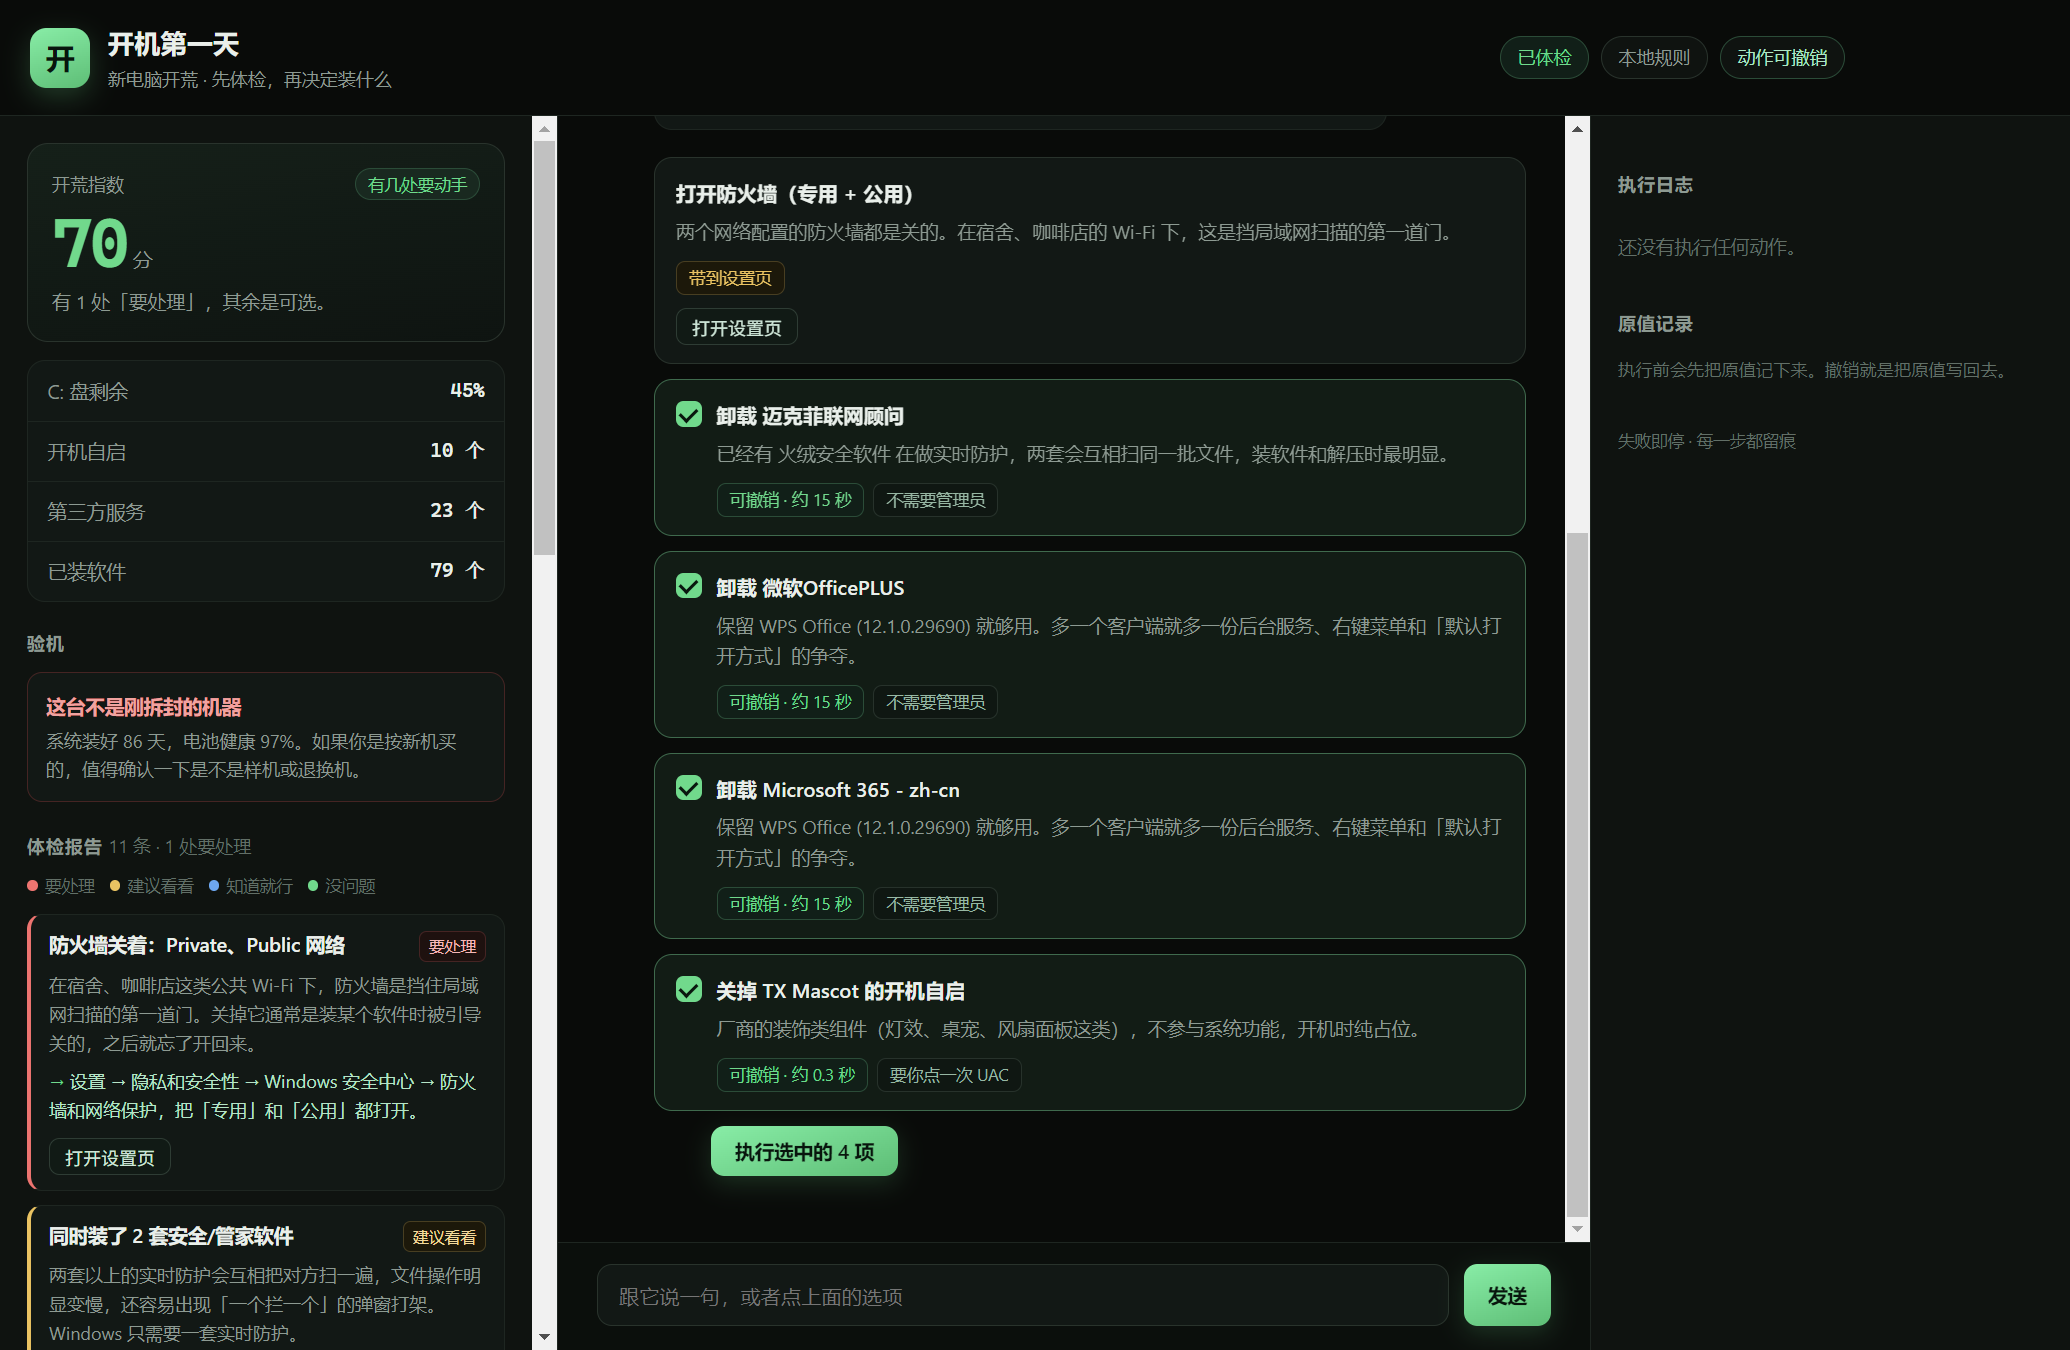 开
开机第一天
新电脑开荒 · 先体检，再决定装什么
已体检
本地规则
动作可撤销
开荒指数
有几处要动手
70 分
有 1 处「要处理」，其余是可选。
C: 盘剩余
45%
开机自启
10 个
第三方服务
23 个
已装软件
79 个
验机
这台不是刚拆封的机器
系统装好 86 天，电池健康 97%。如果你是按新机买
的，值得确认一下是不是样机或退换机。
体检报告 11 条 · 1 处要处理
要处理 建议看看 知道就行 没问题
防火墙关着：Private、Public 网络
要处理
在宿舍、咖啡店这类公共 Wi-Fi 下，防火墙是挡住局域
网扫描的第一道门。关掉它通常是装某个软件时被引导
关的，之后就忘了开回来。
→ 设置 → 隐私和安全性 → Windows 安全中心 → 防火
墙和网络保护，把「专用」和「公用」都打开。
打开设置页
同时装了 2 套安全/管家软件
建议看看
两套以上的实时防护会互相把对方扫一遍，文件操作明
显变慢，还容易出现「一个拦一个」的弹窗打架。
Windows 只需要一套实时防护。
打开防火墙（专用 + 公用）
两个网络配置的防火墙都是关的。在宿舍、咖啡店的 Wi-Fi 下，这是挡局域网扫描的第一道门。
带到设置页
打开设置页
卸载 迈克菲联网顾问
已经有 火绒安全软件 在做实时防护，两套会互相扫同一批文件，装软件和解压时最明显。
可撤销 · 约 15 秒
不需要管理员
卸载 微软OfficePLUS
保留 WPS Office (12.1.0.29690) 就够用。多一个客户端就多一份后台服务、右键菜单和「默认打
开方式」的争夺。
可撤销 · 约 15 秒
不需要管理员
卸载 Microsoft 365 - zh-cn
保留 WPS Office (12.1.0.29690) 就够用。多一个客户端就多一份后台服务、右键菜单和「默认打
开方式」的争夺。
可撤销 · 约 15 秒
不需要管理员
关掉 TX Mascot 的开机自启
厂商的装饰类组件（灯效、桌宠、风扇面板这类），不参与系统功能，开机时纯占位。
可撤销 · 约 0.3 秒
要你点一次 UAC
执行选中的 4 项
跟它说一句，或者点上面的选项
发送
执行日志
还没有执行任何动作。
原值记录
执行前会先把原值记下来。撤销就是把原值写回去。
失败即停 · 每一步都留痕